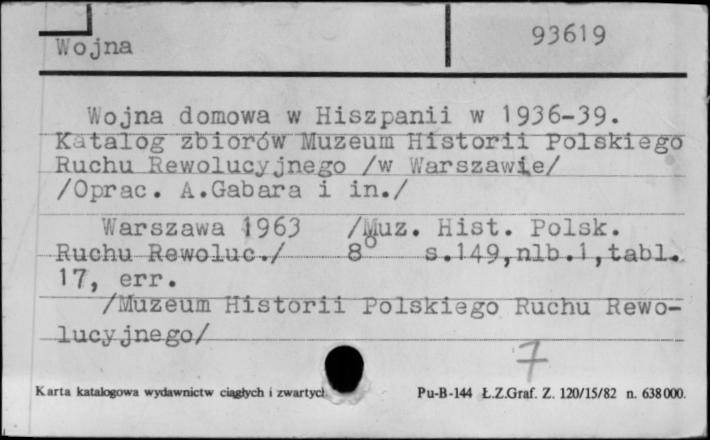 Wojna
93619
Wojna domowa w Hiszpanii w 1936-39.
Katalog zbiorów Muzeum Historii Polskiego
Ruchu Rewolucyjnego /w Warszawie/
/Oprac. A.Gabara i in./
Warszawa 1963 /Muz. Hist. Polsk.
Ruchu Rewoluc./ 8° s.149,nlb.1,tabl.
17, err.
/Muzeum Historii Polskiego Ruchu Rewo-
lucyjnego/
7
Karta katalogowa wydawnictw ciągłych i zwartyc
Pu-B-144 Ł.Z.Graf. Z. 120/15/82 n. 638000.